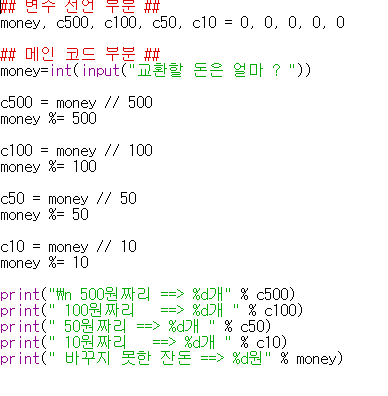 ## 변수 선언 부분 ##
money, c500, c100, c50, c10 = 0, 0, 0, 0, 0
## 메인 코드 부분 ##
money=int(input("교환할 돈은 얼마 ? "))
c500 = money // 500
money %= 500
c100 = money // 100
money %= 100
c50 = money // 50
money %= 50
c10 = money // 10
money %= 10
print("₩n 500원짜리 ==> %d개" % c500)
print(" 100원짜리   ==> %d개 " % c100)
print(" 50원짜리 ==> %d개 " % c50)
print(" 10원짜리   ==> %d개 " % c10)
print(" 바꾸지 못한 잔돈 ==> %d원" % money)